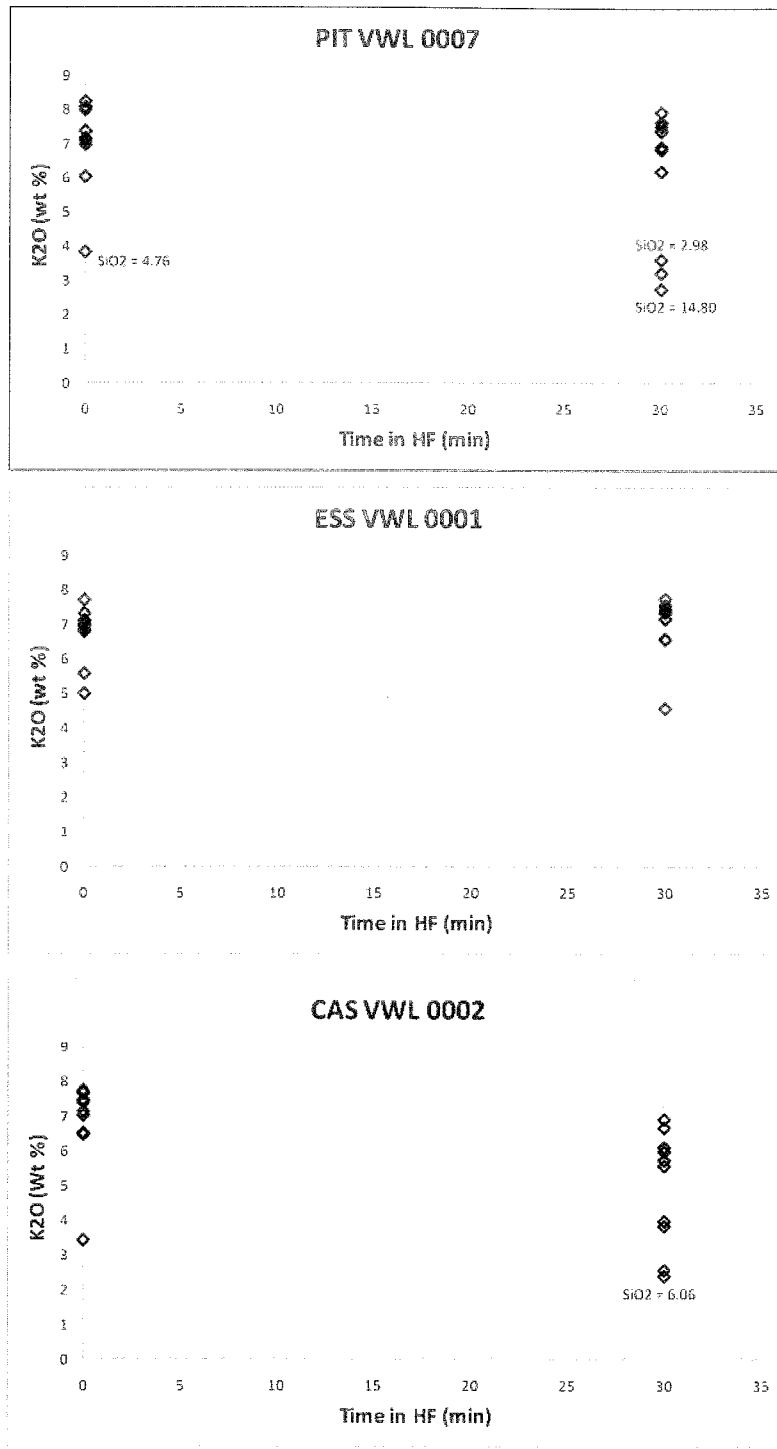 PIT VWL 0007
9
8
7
6
5
4
3
2
1
0
K2O (wt %)
SiO2 = 4.76
SiO2 = 2.98
SiO2 = 14.80
0 5 10 15 20 25 30 35
Time in HF (min)
ESS VWL 0001
9
8
7
6
5
4
3
2
1
0
K2O (wt %)
0 5 10 15 20 25 30 35
Time in HF (min)
CAS VWL 0002
9
8
7
6
5
4
3
2
1
0
K2O (Wt %)
SiO2 = 6.06
0 5 10 15 20 25 30 35
Time in HF (min)